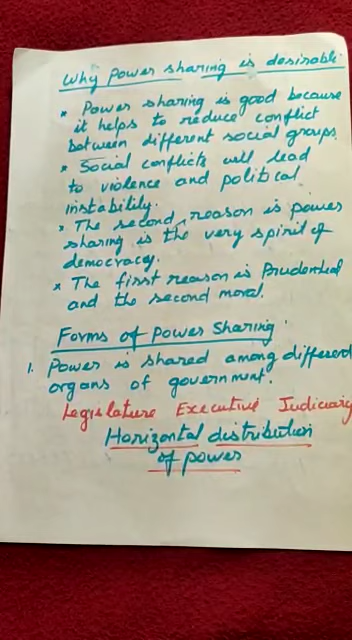 Why power sharing is desirable.
* Power sharing is good because
it helps to reduce conflict
between different social groups.
* Social conflicts will lead
to violence and political
instability.
* The second reason is power
sharing is the very spirit of
democracy.
* The first reason is Prudential
and the second moral.
Forms of power sharing
1. Power is shared among different
organs of government.
Legislature Executive Judiciary
Horizontal distribution
of power